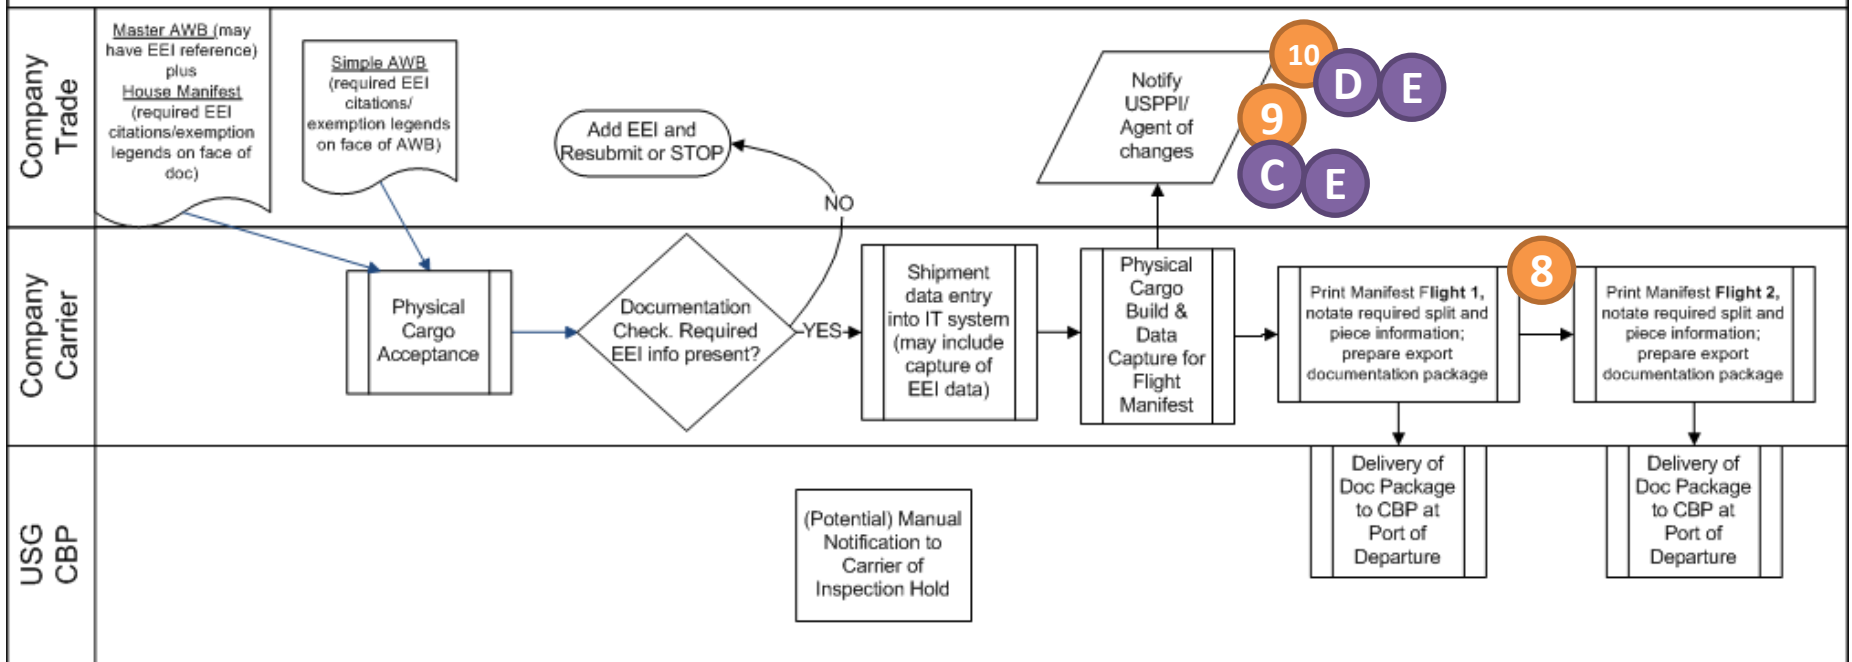 Company
Trade
Master AWB (may
have EEI reference)
plus
House Manifest
(required EEI
citations/exemption
legends on face of
doc)
Simple AWB
(required EEI
citations/
exemption legends
on face of AWB)
Add EEI and
Resubmit or STOP
NO
Notify
USPPI/
Agent of
changes
10
D
E
9
C
E
Company
Carrier
Physical
Cargo
Acceptance
Documentation
Check. Required
EEI info present?
YES
Shipment
data entry
into IT system
(may include
capture of
EEI data)
Physical
Cargo
Build &
Data
Capture for
Flight
Manifest
Print Manifest Flight 1,
notate required split and
piece information;
prepare export
documentation package
8
Print Manifest Flight 2,
notate required split and
piece information;
prepare export
documentation package
USG
CBP
(Potential) Manual
Notification to
Carrier of
Inspection Hold
Delivery of
Doc Package
to CBP at
Port of
Departure
Delivery of
Doc Package
to CBP at
Port of
Departure